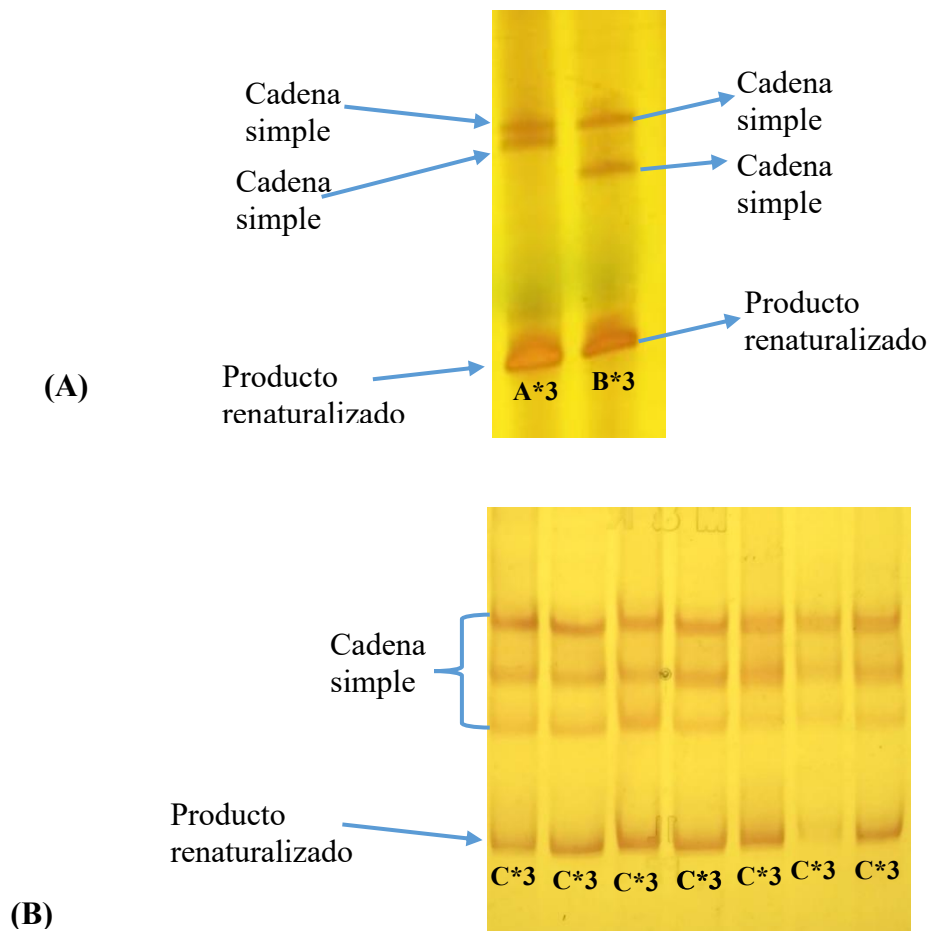 Cadena
simple
Cadena
simple
Cadena
simple
Cadena
simple
Producto
renaturalizado
Producto
renaturalizado
A*3
B*3
(A)
Cadena
simple
Producto
renaturalizado
C*3 C*3 C*3 C*3 C*3 C*3 C*3
(B)